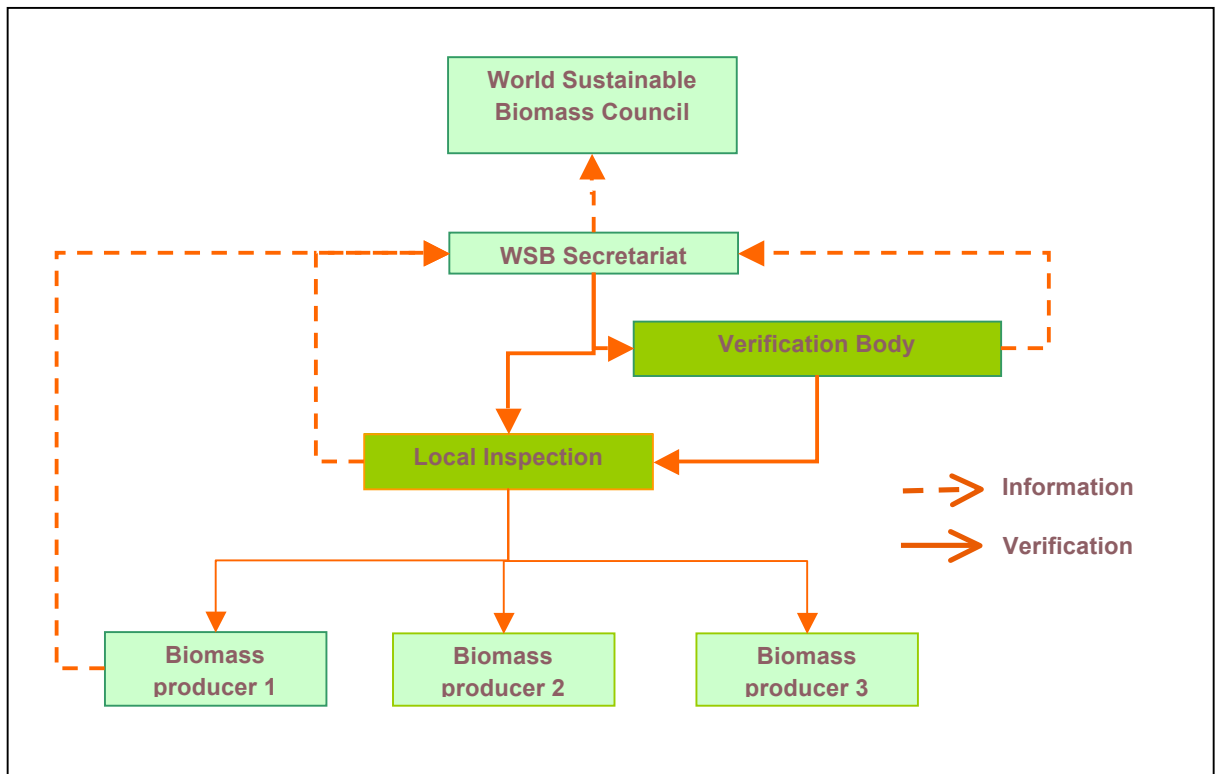 World Sustainable
Biomass Council
WSB Secretariat
Verification Body
Local Inspection
Information
Verification
Biomass
producer 1
Biomass
producer 2
Biomass
producer 3